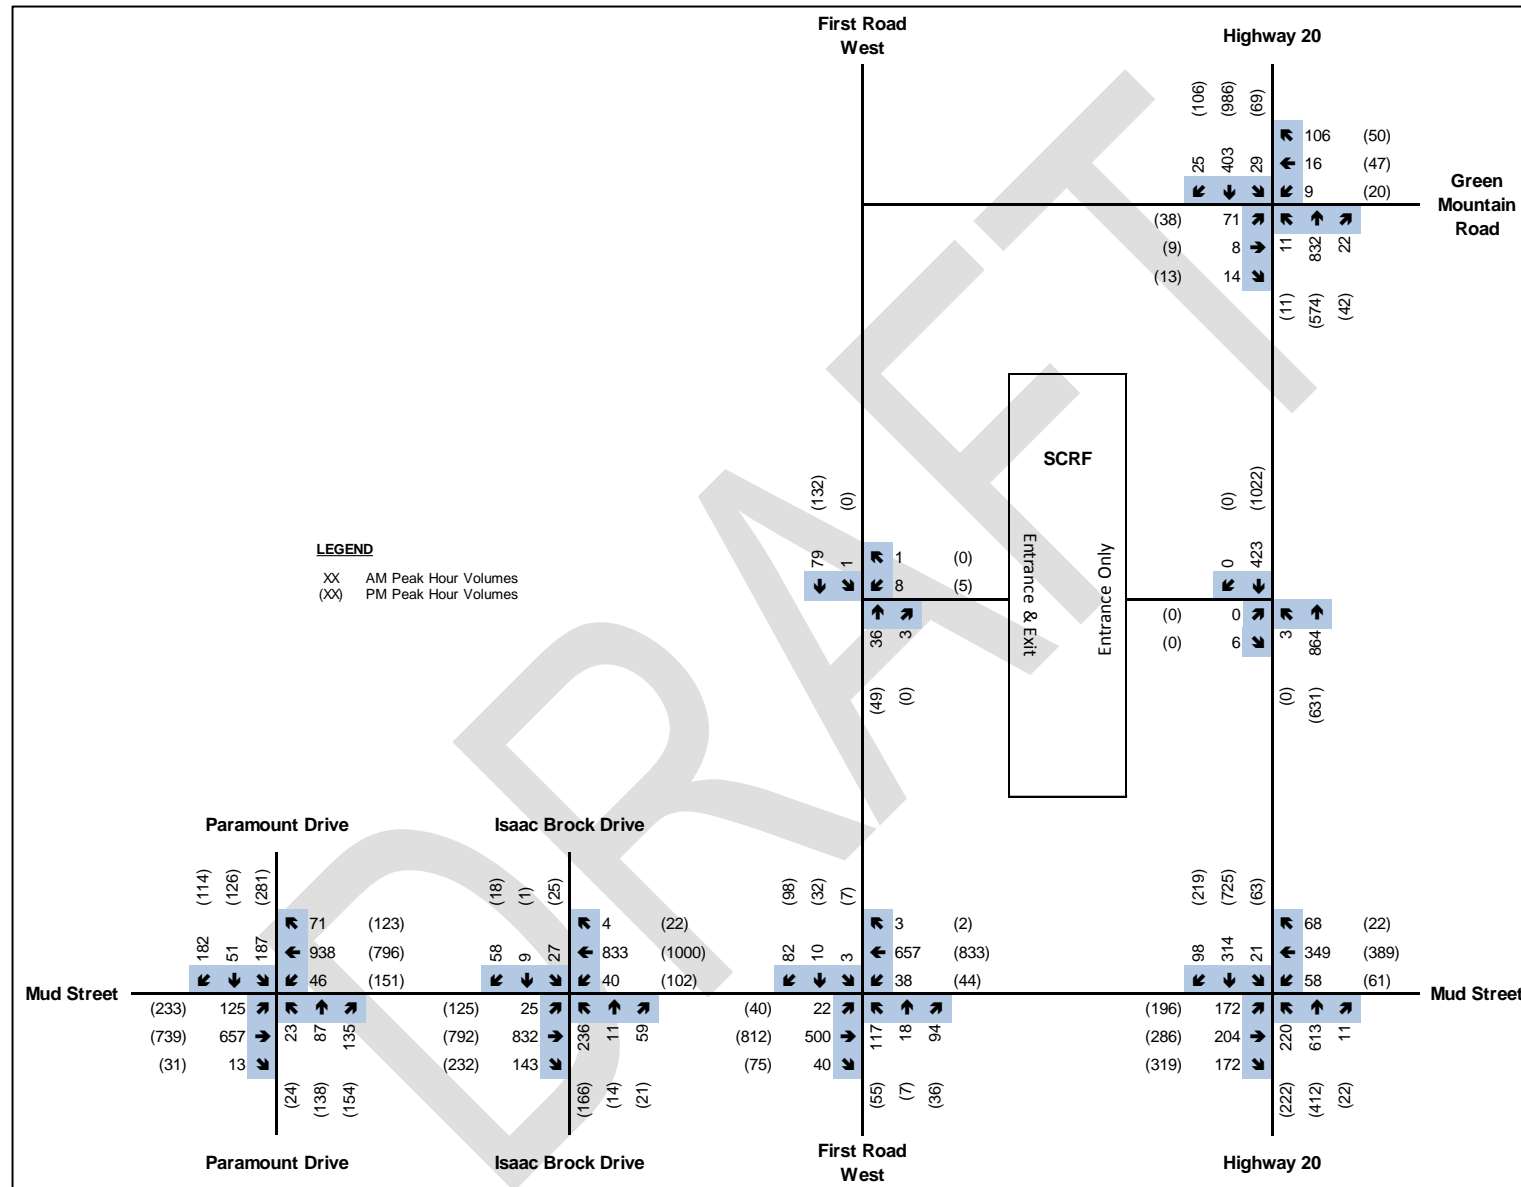 First Road
West
Highway 20
(106) (986) (69)
25 403 29
106 (50)
16 (47)
9 (20)
Green
Mountain
Road
(38) 71
(9) 8
(13) 14
11 832 22
(11) (574) (42)
SCRF
Entrance & Exit
Entrance Only
(132) (0)
79 1
1 (0)
8 (5)
36 3
(49) (0)
(0) (1022)
0 423
(0) 0
(0) 6
3 864
(0) (631)
LEGEND
XX AM Peak Hour Volumes
(XX) PM Peak Hour Volumes
DRAFT
Paramount Drive
(114) (126) (281)
182 51 187
71 (123)
938 (796)
46 (151)
Mud Street
(233) 125
(739) 657
(31) 13
23 87 135
(24) (138) (154)
Paramount Drive
Isaac Brock Drive
(18) (1) (25)
58 9 27
4 (22)
833 (1000)
40 (102)
(125) 25
(792) 832
(232) 143
236 11 59
(166) (14) (21)
Isaac Brock Drive
(98) (32) (7)
82 10 3
3 (2)
657 (833)
38 (44)
(40) 22
(812) 500
(75) 40
117 18 94
(55) (7) (36)
First Road
West
(219) (725) (63)
98 314 21
68 (22)
349 (389)
58 (61)
Mud Street
(196) 172
(286) 204
(319) 172
220 613 11
(222) (412) (22)
Highway 20